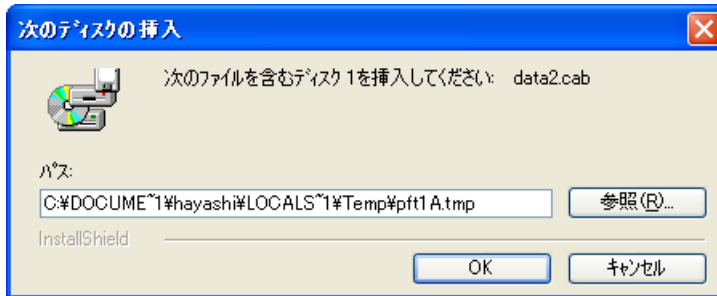 次のディスクの挿入
次のファイルを含むディスク 1を挿入してください: data2.cab
パス:
C:¥DOCUME~1¥hayashi¥LOCALS~1¥Temp¥pft1A.tmp
参照(R)...
InstallShield
OK
キャンセル